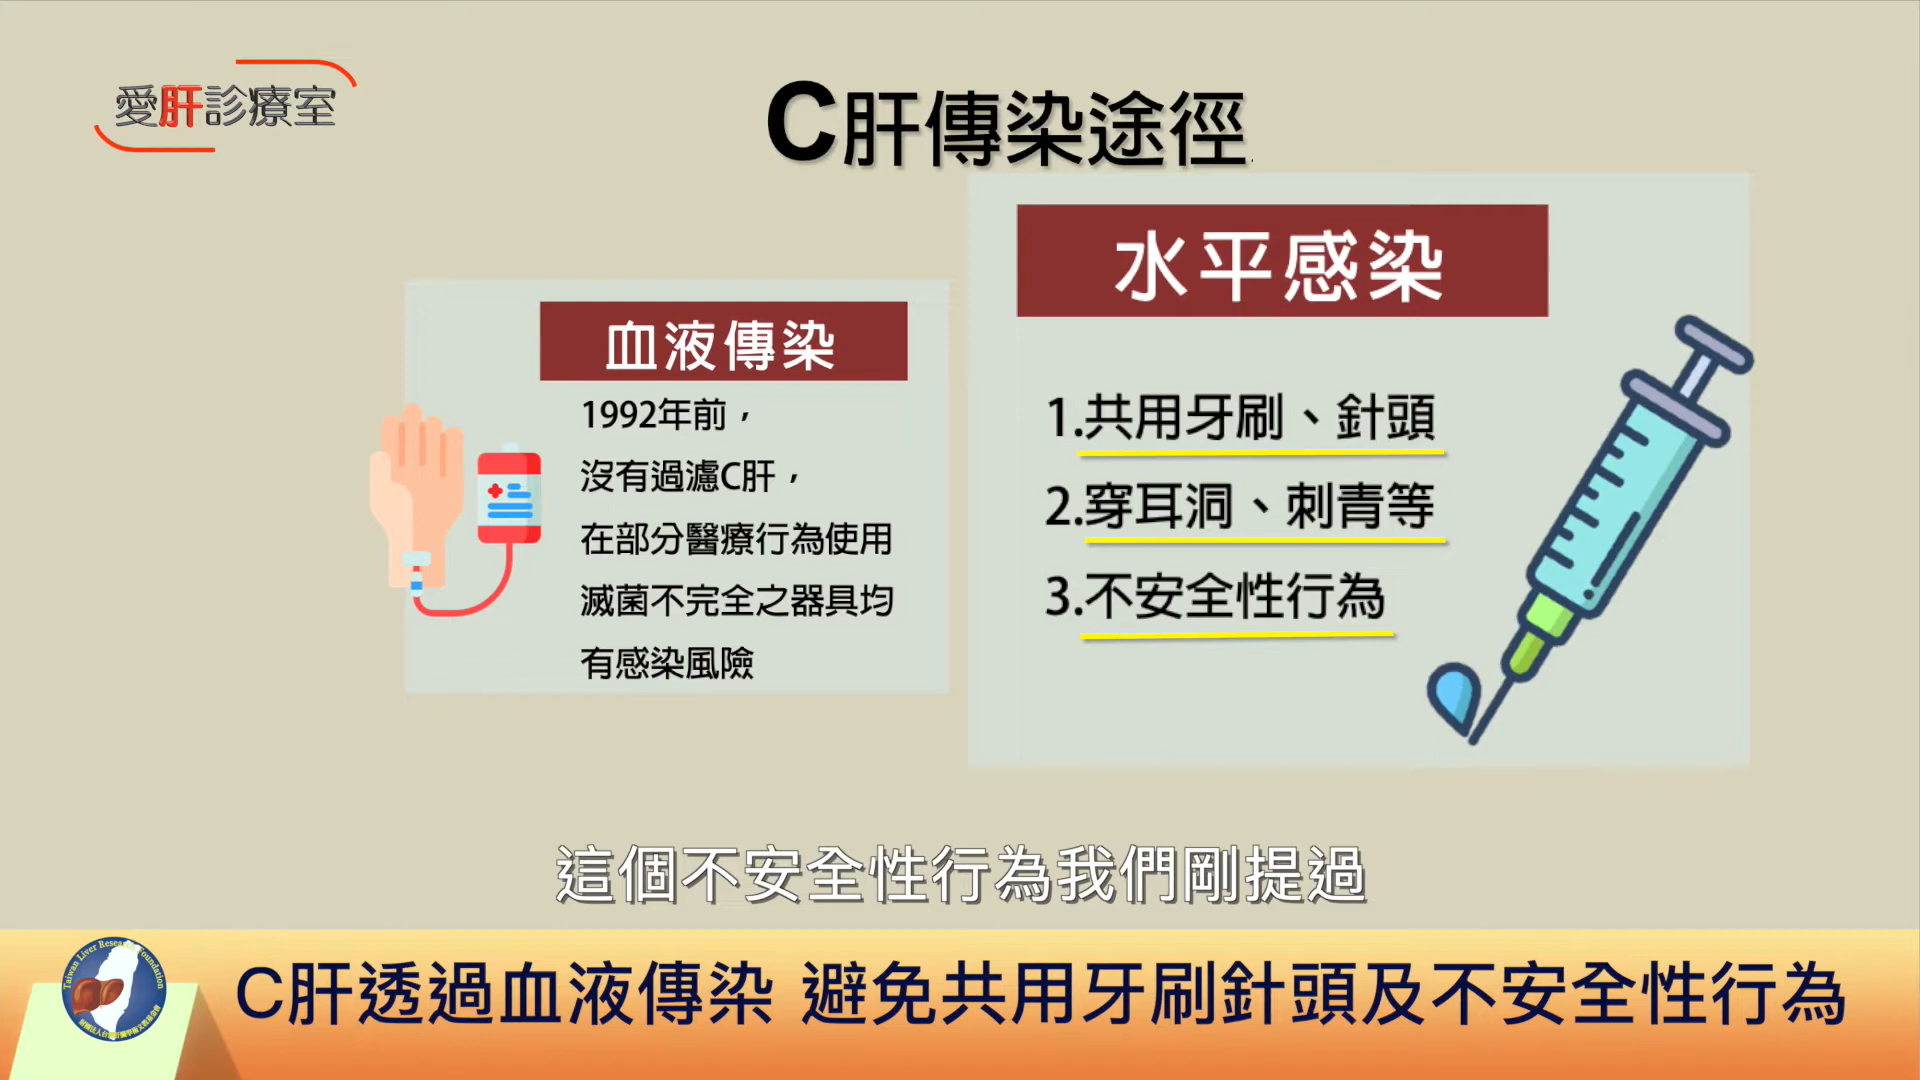 愛肝診療室
C肝傳染途徑
血液傳染
1992年前，
沒有過濾C肝，
在部分醫療行為使用
滅菌不完全之器具均
有感染風險
水平感染
1.共用牙刷、針頭
2.穿耳洞、刺青等
3.不安全性行為
這個不安全性行為我們剛提過
Taiwan Liver Research Foundation
C肝透過血液傳染 避免共用牙刷針頭及不安全性行為